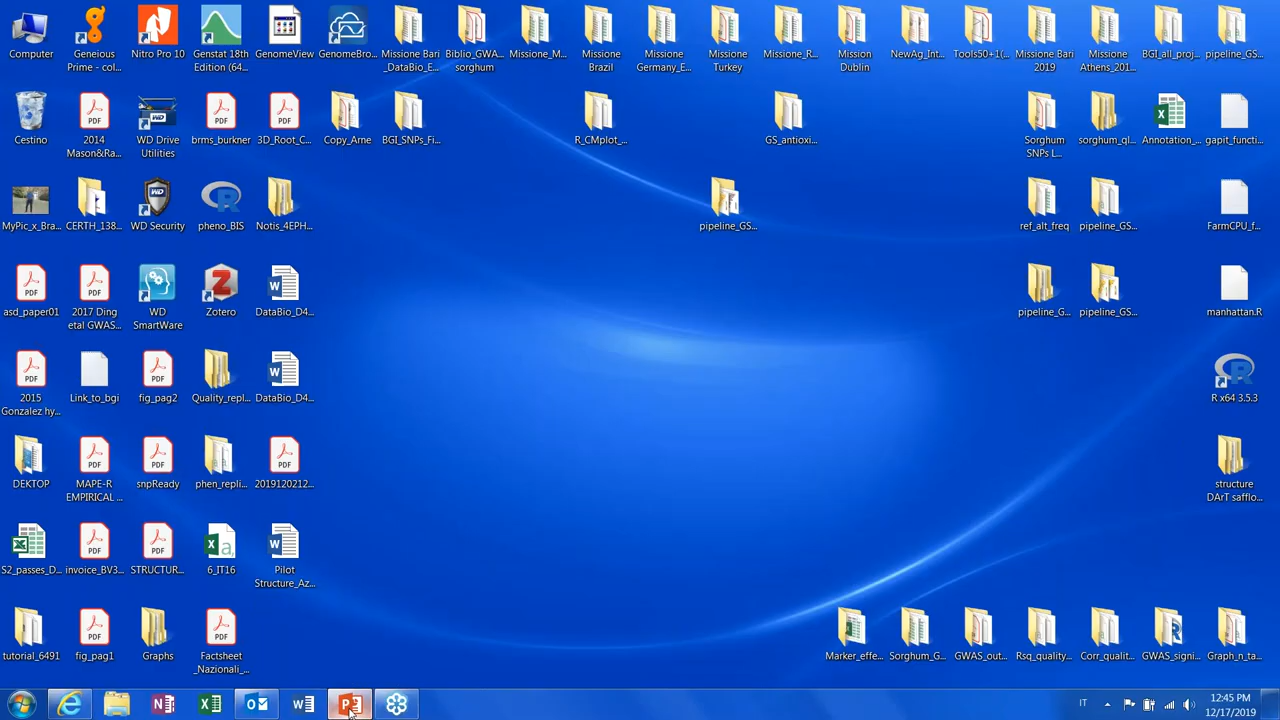 Computer
Geneious
Prime - col...
Nitro Pro 10
Genstat 18th
Edition (64...
GenomeView
GenomeBro...
Missione Bari
_DataBio_E...
Biblio_GWA...
sorghum
Missione_M...
Missione
Brazil
Missione
Germany_E...
Missione
Turkey
Missione_R...
Mission
Dublin
NewAg_Int...
Tools50+1(...
Missione Bari
2019
Missione
Athens_201...
BGI_all_proj...
pipeline_GS...
Cestino
2014
Mason&Ra...
WD Drive
Utilities
brms_burkner
3D_Root_C...
Copy_Ame
BGI_SNPs_Fi...
R_CMplot_...
GS_antioxi...
Sorghum
SNPs L...
sorghum_ql...
Annotation_...
gapit_functi...
MyPic_x_Bra...
CERTH_138...
WD Security
pheno_BIS
Notis_4EPH...
pipeline_GS...
ref_alt_freq
pipeline_GS...
FarmCPU_f...
asd_paper01
2017 Ding
etal GWAS...
WD
SmartWare
Zotero
DataBio_D4...
pipeline_G...
pipeline_GS...
manhattan.R
2015
Gonzalez hy...
Link_to_bgi
fig_pag2
Quality_repl...
DataBio_D4...
R x64 3.5.3
DEKTOP
MAPE-R
EMPIRICAL ...
snpReady
phen_repli...
2019120212...
structure
DArT safflo...
S2_passes_D...
invoice_BV3...
STRUCTUR...
6_IT16
Pilot
Structure_Az...
tutorial_6491
fig_pag1
Graphs
Factsheet
_Nazionali_...
Marker_effe...
Sorghum_G...
GWAS_out...
Rsq_quality...
Corr_qualit...
GWAS_signi...
Graph_n_ta...
IT
12:45 PM
12/17/2019